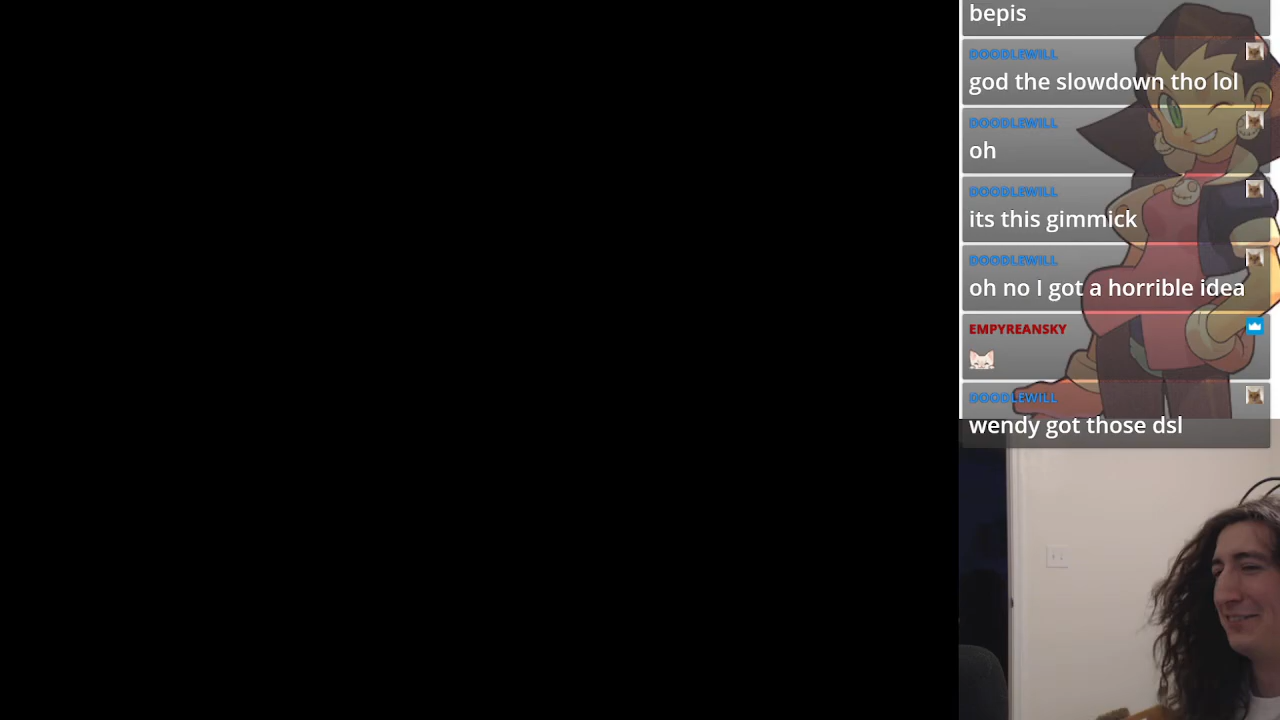 bepis
DOODLEWILL
god the slowdown tho lol
DOODLEWILL
oh
DOODLEWILL
its this gimmick
DOODLEWILL
oh no I got a horrible idea
EMPYREANSKY
DOODLEWILL
wendy got those dsl